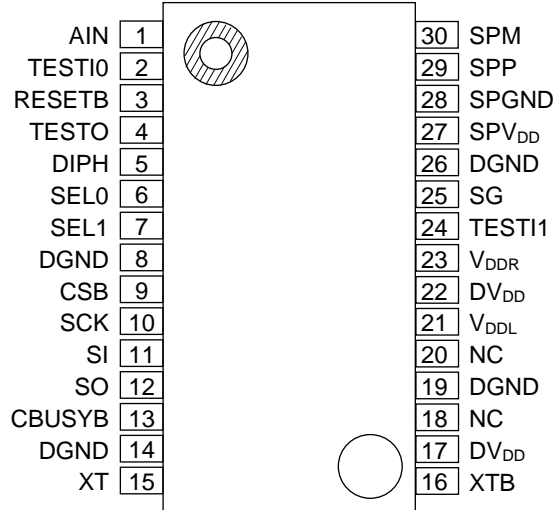 AIN 1
TESTI0 2
RESETB 3
TESTO 4
DIPH 5
SEL0 6
SEL1 7
DGND 8
CSB 9
SCK 10
SI 11
SO 12
CBUSYB 13
DGND 14
XT 15
30 SPM
29 SPP
28 SPGND
27 SPVDD
26 DGND
25 SG
24 TESTI1
23 VDDR
22 DVDD
21 VDDL
20 NC
19 DGND
18 NC
17 DVDD
16 XTB